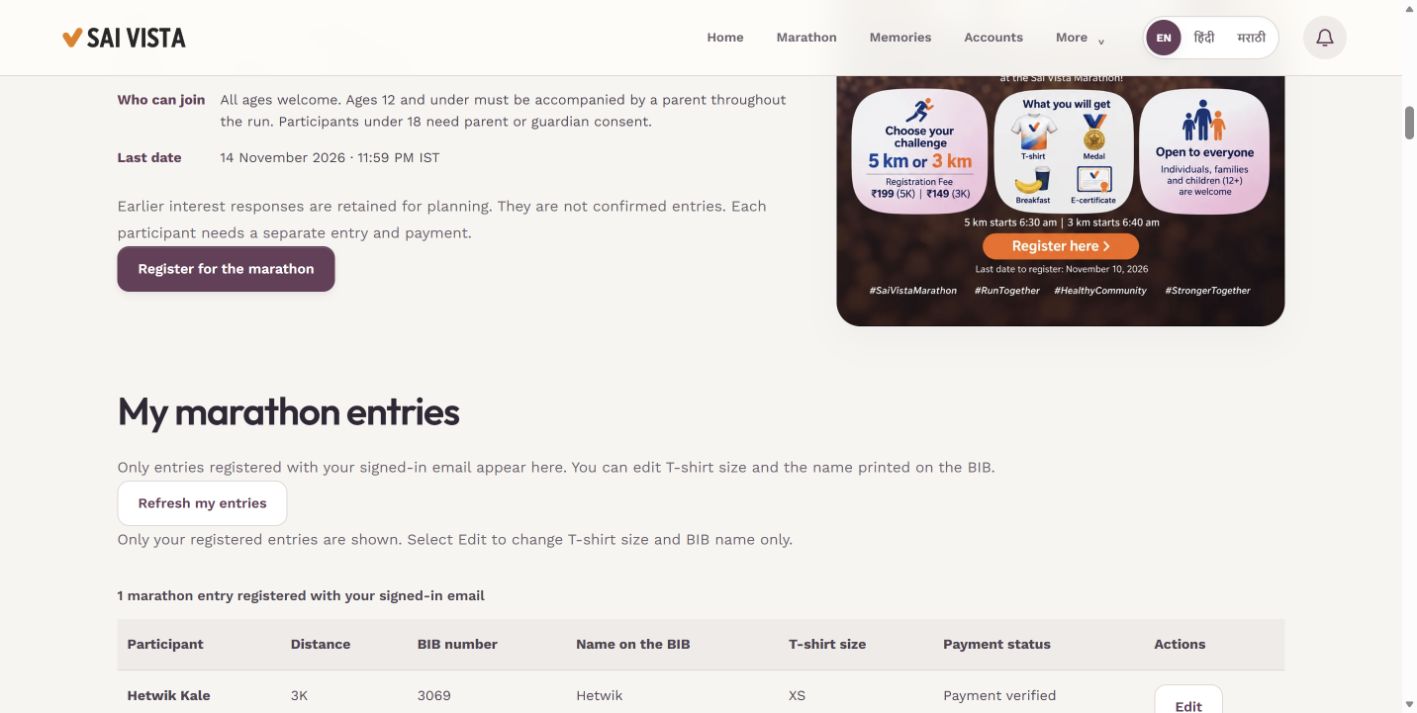 SAI VISTA
Home Marathon Memories Accounts More EN हिंदी मराठी
at the Sai Vista Marathon!
Who can join All ages welcome. Ages 12 and under must be accompanied by a parent throughout
the run. Participants under 18 need parent or guardian consent.
Last date 14 November 2026 · 11:59 PM IST
Earlier interest responses are retained for planning. They are not confirmed entries. Each
participant needs a separate entry and payment.
Register for the marathon
Choose your
challenge
5 km or 3 km
Registration Fee
₹199 (5K) | ₹149 (3K)
What you will get
T-shirt Medal
Breakfast E-certificate
Open to everyone
Individuals, families
and children (12+)
are welcome
5 km starts 6:30 am | 3 km starts 6:40 am
Register here >
Last date to register: November 10, 2026
#SaiVistaMarathon #RunTogether #HealthyCommunity #StrongerTogether
My marathon entries
Only entries registered with your signed-in email appear here. You can edit T-shirt size and the name printed on the BIB.
Refresh my entries
Only your registered entries are shown. Select Edit to change T-shirt size and BIB name only.
1 marathon entry registered with your signed-in email
Participant Distance BIB number Name on the BIB T-shirt size Payment status Actions
Hetwik Kale 3K 3069 Hetwik XS Payment verified Edit